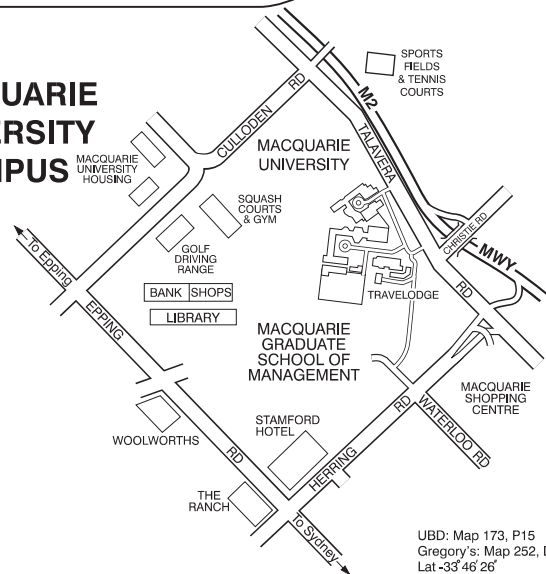 UARIE
ERSITY
PUS
MACQUARIE
UNIVERSITY
HOUSING
CULLODEN RD
MACQUARIE
UNIVERSITY
SPORTS
FIELDS
& TENNIS
COURTS
M2
TALAVERA
RD
CHRISTIE RD
MWY
SQUASH
COURTS
& GYM
GOLF
DRIVING
RANGE
BANK SHOPS
LIBRARY
TRAVELODGE
To Epping
EPPING
RD
MACQUARIE
GRADUATE
SCHOOL OF
MANAGEMENT
MACQUARIE
SHOPPING
CENTRE
WATERLOO RD
HERRING RD
STAMFORD
HOTEL
WOOLWORTHS
THE
RANCH
To Sydney
UBD: Map 173, P15
Gregory's: Map 252,
Lat -33° 46' 26"